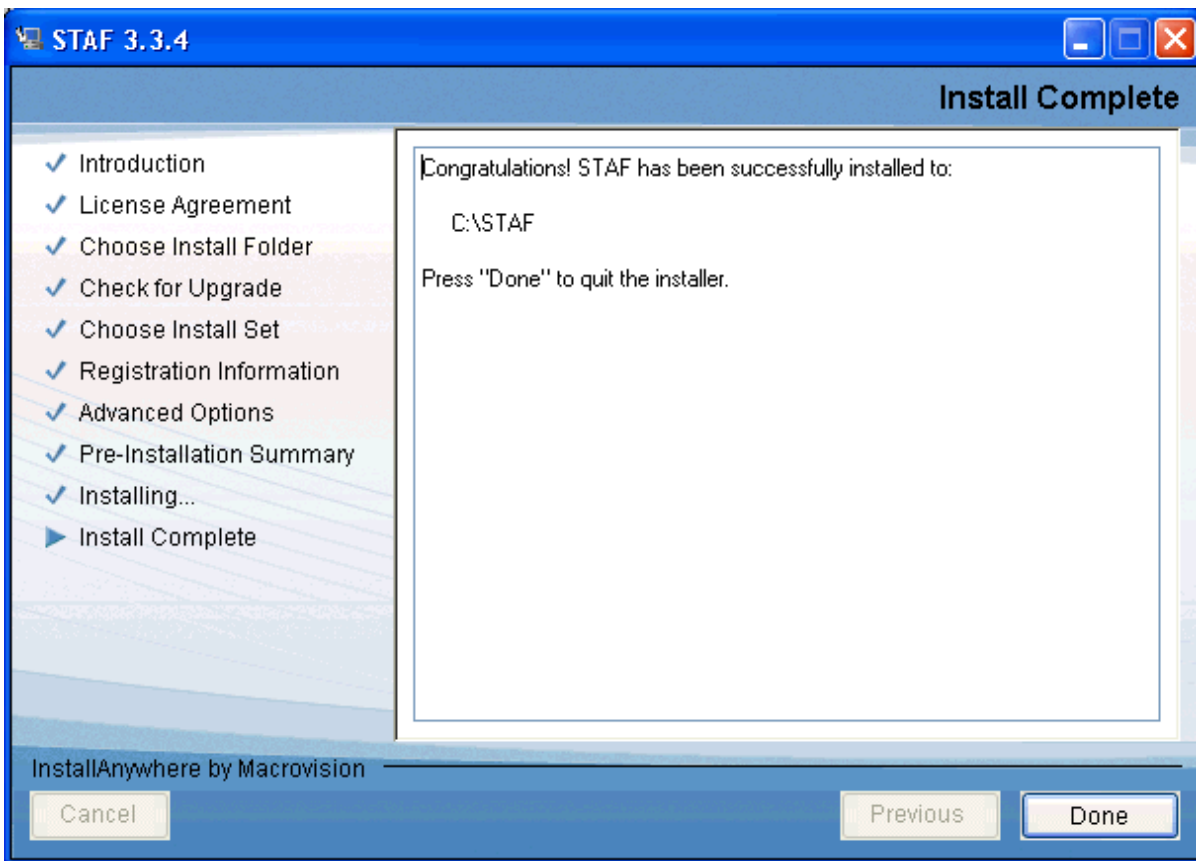 STAF 3.3.4
Install Complete
Introduction
License Agreement
Choose Install Folder
Check for Upgrade
Choose Install Set
Registration Information
Advanced Options
Pre-Installation Summary
Installing...
Install Complete
Congratulations! STAF has been successfully installed to:
C:\STAF
Press "Done" to quit the installer.
InstallAnywhere by Macrovision
Cancel
Previous
Done